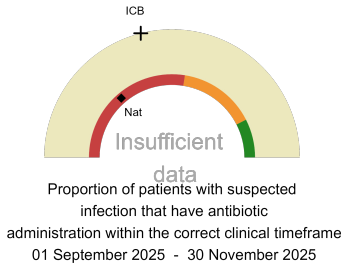 ICB
Nat
Insufficient
data
Proportion of patients with suspected
infection that have antibiotic
administration within the correct clinical timeframe
01 September 2025 - 30 November 2025